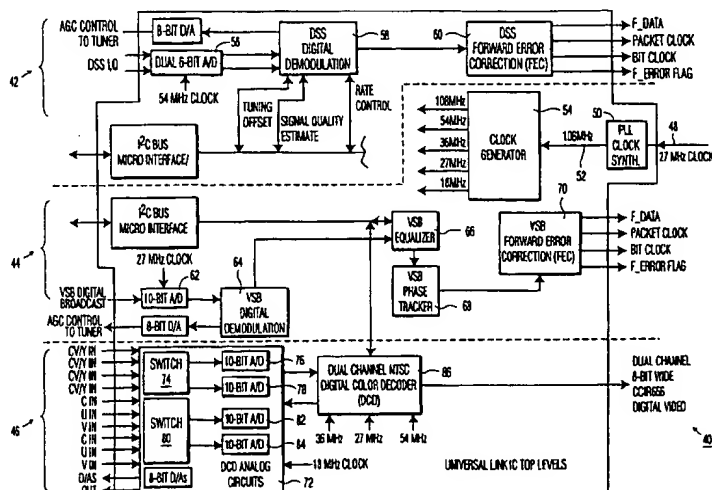 AGC CONTROL
TO TUNER
8-BIT D/A
DSS I,Q
DUAL 6-BIT A/D
56
54 MHz CLOCK
DSS
DIGITAL
DEMODULATION
58
60
DSS
FORWARD ERROR
CORRECTION (FEC)
F_DATA
PACKET CLOCK
BIT CLOCK
F_ERROR FLAG
42
TUNING
OFFSET
SIGNAL QUALITY
ESTIMATE
RATE
CONTROL
I²C BUS
MICRO INTERFACE/
108MHz
54MHz
36MHz
27MHz
18MHz
CLOCK
GENERATOR
54
108MHz
52
50
PLL
CLOCK
SYNTH.
48
27 MHz CLOCK
44
I²C BUS
MICRO INTERFACE
27 MHz CLOCK
62
VSB DIGITAL
BROADCAST
10-BIT A/D
AGC CONTROL
TO TUNER
8-BIT D/A
64
VSB
DIGITAL
DEMODULATION
VSB
EQUALIZER
66
VSB
PHASE
TRACKER
68
70
VSB
FORWARD ERROR
CORRECTION (FEC)
F_DATA
PACKET CLOCK
BIT CLOCK
F_ERROR FLAG
46
CV/Y IN
CV/Y IN
CV/Y IN
CV/Y IN
C IN
U IN
V IN
C IN
U IN
V IN
D/AS
OUT
SWITCH
74
SWITCH
80
8-BIT D/As
10-BIT A/D
76
10-BIT A/D
78
10-BIT A/D
82
10-BIT A/D
84
DCD ANALOG
CIRCUITS
72
18 MHz CLOCK
DUAL CHANNEL NTSC
DIGITAL COLOR DECODER
(DCD)
86
36 MHz
27 MHz
54 MHz
UNIVERSAL LINK IC TOP LEVELS
DUAL CHANNEL
8-BIT WIDE
CCIR656
DIGITAL VIDEO
40